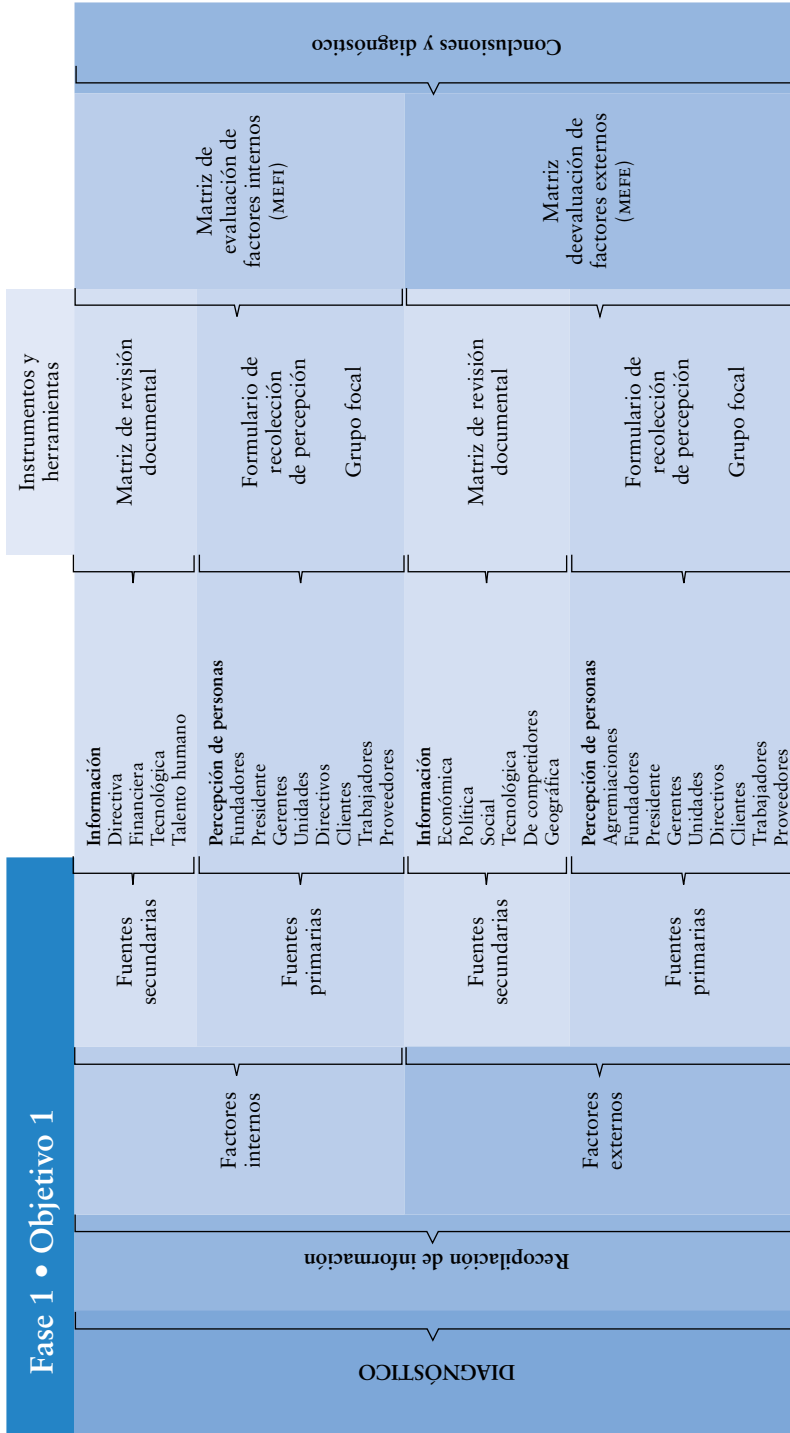 Fase 1 • Objetivo 1
Instrumentos y
herramientas
DIAGNÓSTICO
Recopilación de información
Factores
internos
Fuentes
secundarias
Información
Directiva
Financiera
Tecnológica
Talento humano
Matriz de revisión
documental
Fuentes
primarias
Percepción de personas
Fundadores
Presidente
Gerentes
Unidades
Directivos
Clientes
Trabajadores
Proveedores
Formulario de
recolección
de percepción
Grupo focal
Matriz de
evaluación de
factores internos
(MEFI)
Factores
externos
Fuentes
secundarias
Información
Económica
Política
Social
Tecnológica
De competidores
Geográfica
Matriz de revisión
documental
Fuentes
primarias
Percepción de personas
Agremiaciones
Fundadores
Presidente
Gerentes
Unidades
Directivos
Clientes
Trabajadores
Proveedores
Formulario de
recolección
de percepción
Grupo focal
Matriz
deevaluación de
factores externos
(MEFE)
Conclusiones y diagnóstico